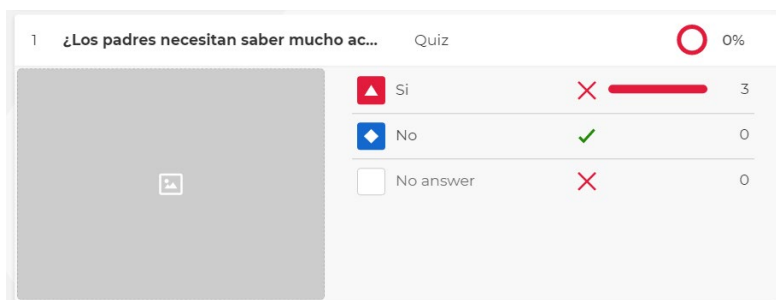 1 ¿Los padres necesitan saber mucho ac... Quiz 0%
Si 3
No 0
No answer 0